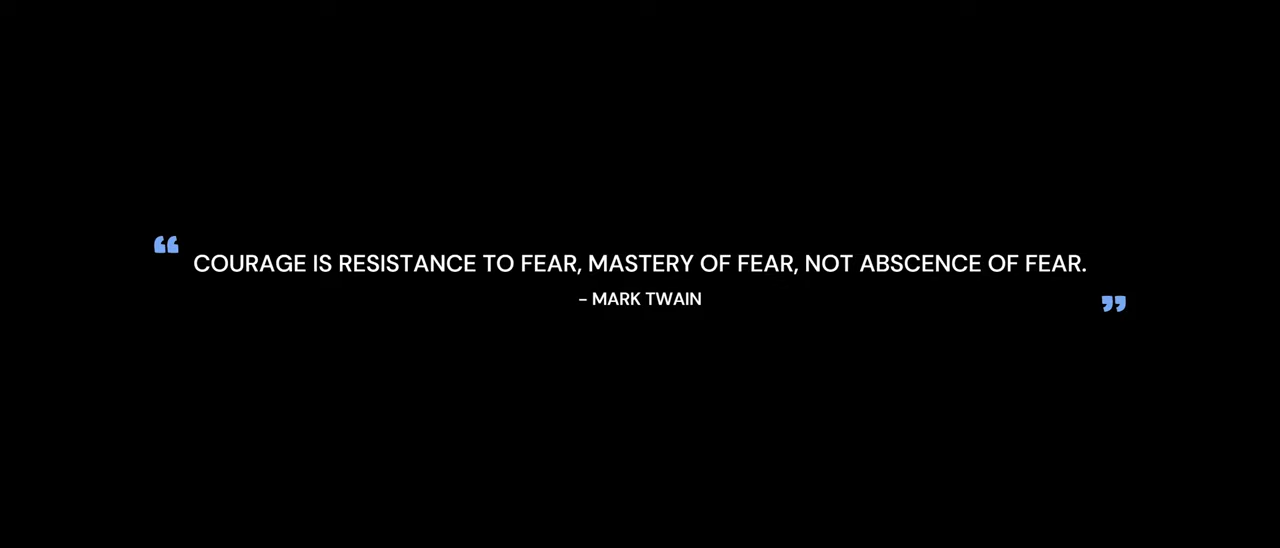 “ COURAGE IS RESISTANCE TO FEAR, MASTERY OF FEAR, NOT ABSCENCE OF FEAR.
– MARK TWAIN ”